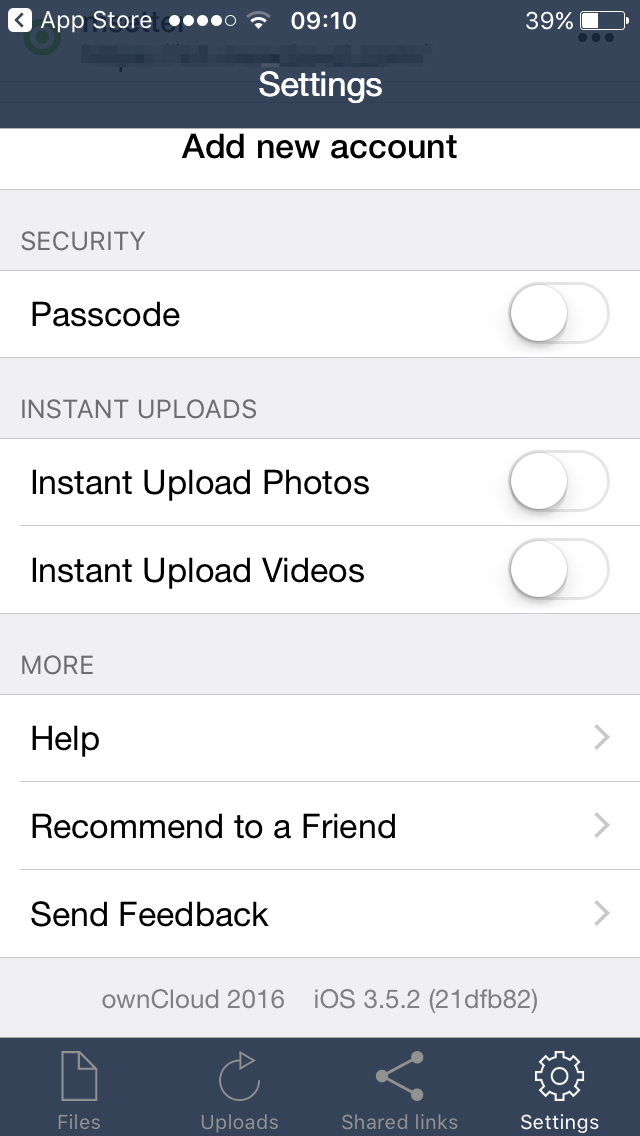 App Store 09:10 39%
Settings
Add new account
SECURITY
Passcode
INSTANT UPLOADS
Instant Upload Photos
Instant Upload Videos
MORE
Help
Recommend to a Friend
Send Feedback
ownCloud 2016 iOS 3.5.2 (21dfb82)
Files Uploads Shared links Settings